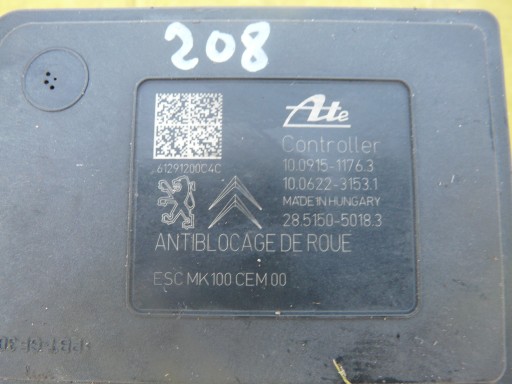 208
Ate
Controller
61291200C4C
10.0915-1176.3
10.0622-3153.1
MADE IN HUNGARY
28.5150-5018.3
ANTIBLOCAGE DE ROUE
ESC MK100 CEM 00